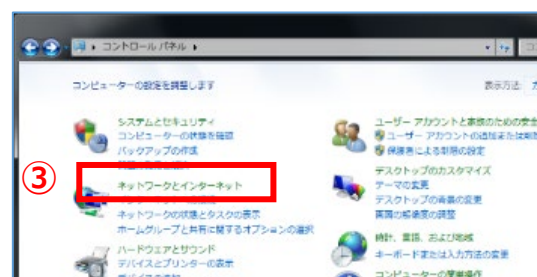 コントロール パネル
コンピューターの設定を調整します
表示方法:
システムとセキュリティ
コンピューターの状態を確認
バックアップの作成
③
ネットワークとインターネット
ネットワークの状態とタスクの表示
ホームグループと共有に関するオプションの選択
ハードウェアとサウンド
デバイスとプリンターの表示
デバイスの追加
ユーザー アカウントと家族のための安全
ユーザー アカウントの追加または削除
保護者による制限の設定
デスクトップのカスタマイズ
テーマの変更
デスクトップの背景の変更
画面の解像度の調整
時計、言語、および地域
キーボードまたは入力方法の変更
コンピューターの簡単操作